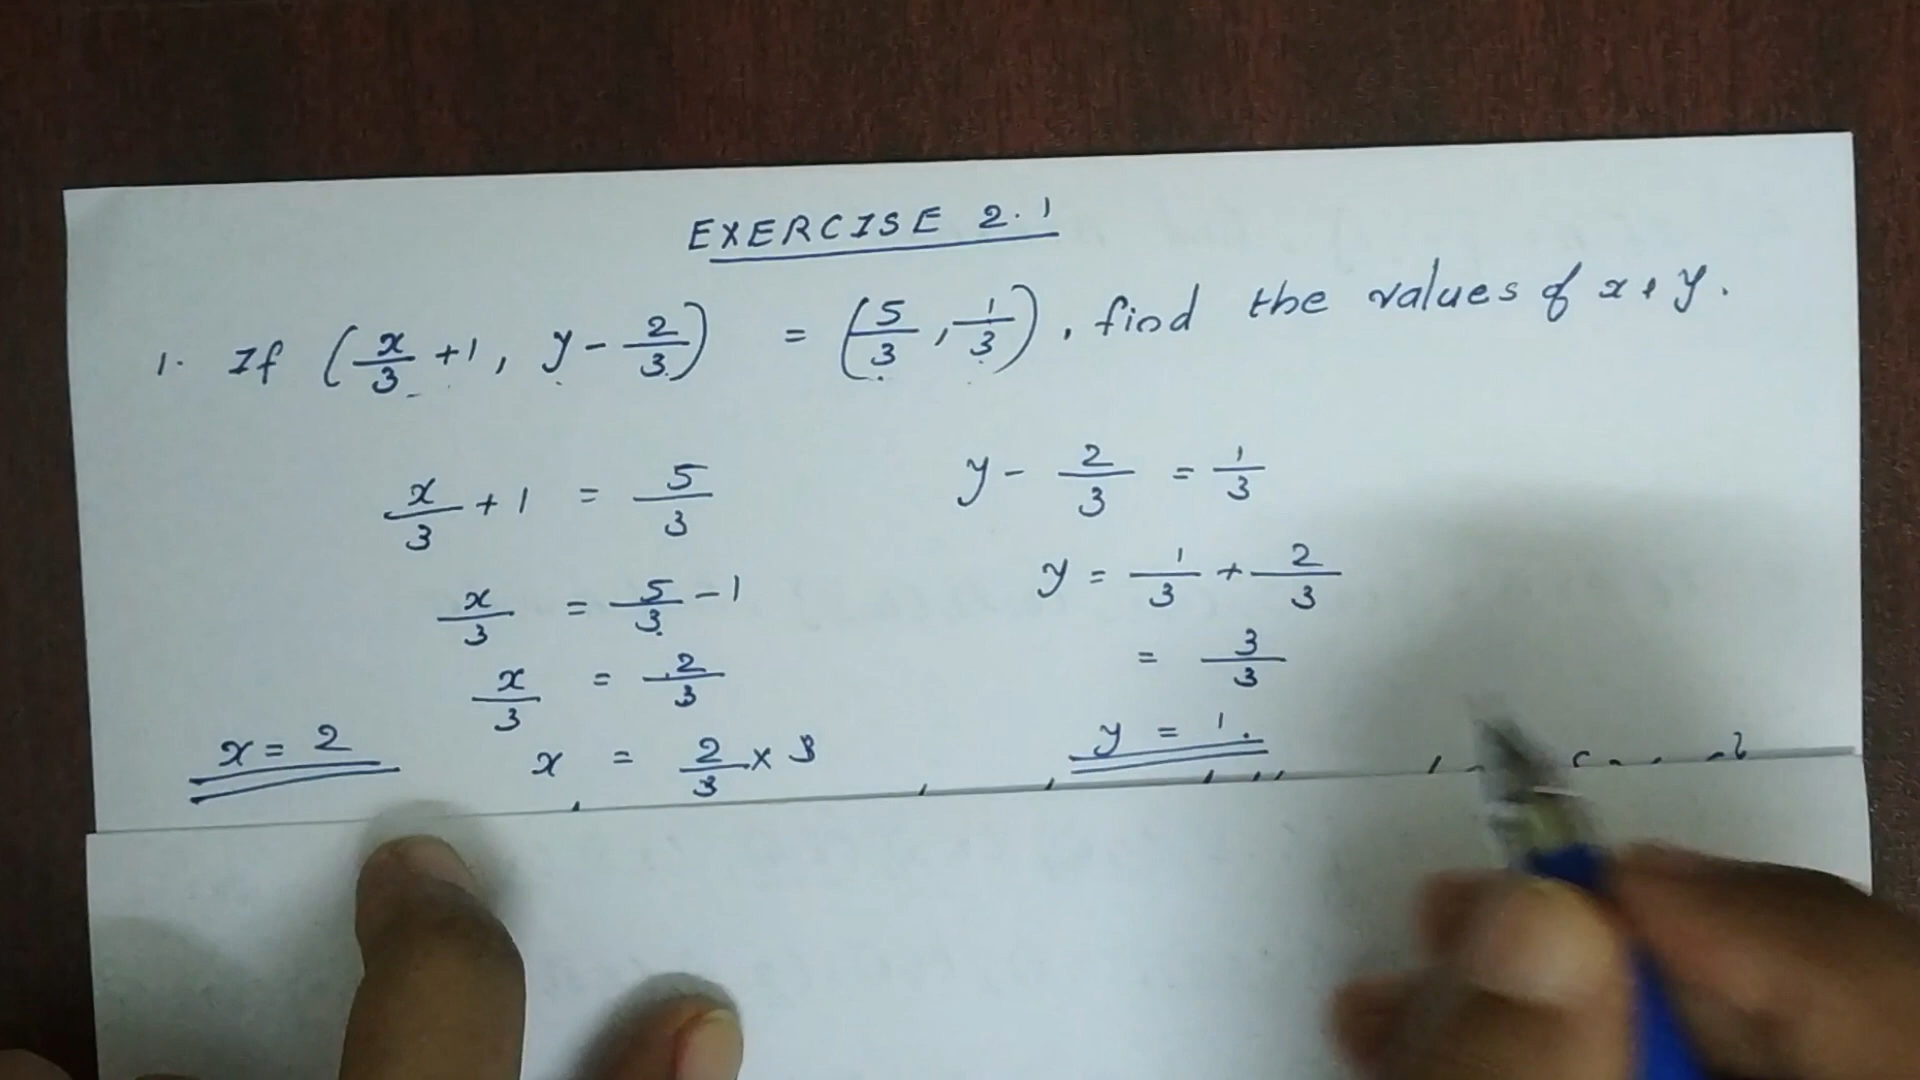 EXERCISE 2.1
1. If (x/3 + 1, y - 2/3) = (5/3, 1/3), find the values of x & y.
x/3 + 1 = 5/3
x/3 = 5/3 - 1
x/3 = 2/3
x = 2/3 × 3
x = 2
y - 2/3 = 1/3
y = 1/3 + 2/3
= 3/3
y = 1.